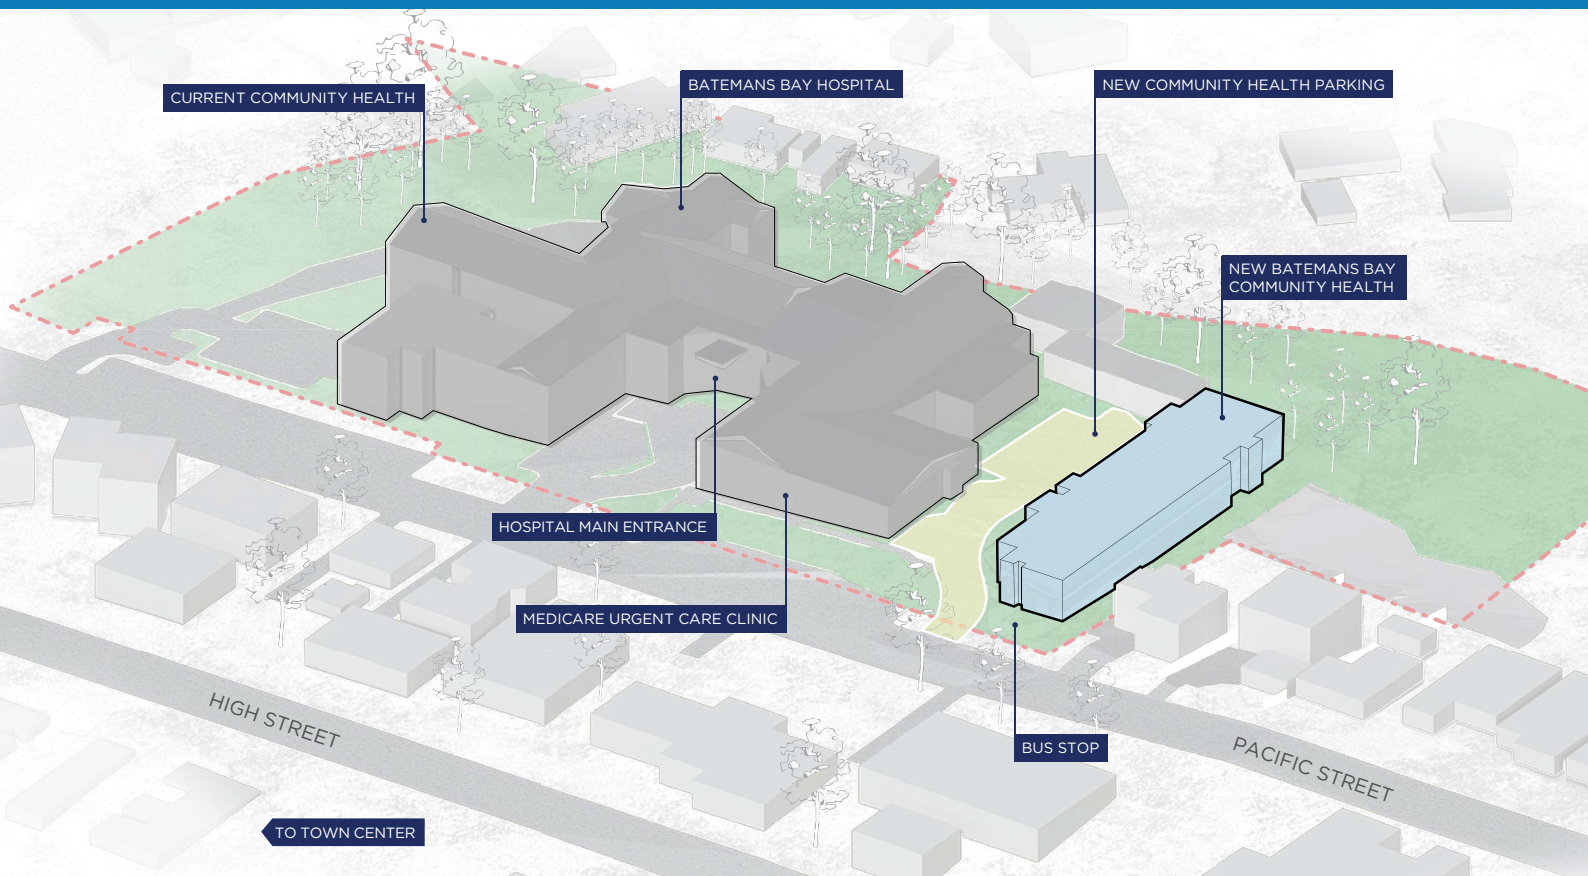 CURRENT COMMUNITY HEALTH
BATEMANS BAY HOSPITAL
NEW COMMUNITY HEALTH PARKING
NEW BATEMANS BAY
COMMUNITY HEALTH
HOSPITAL MAIN ENTRANCE
MEDICARE URGENT CARE CLINIC
HIGH STREET
BUS STOP
PACIFIC STREET
TO TOWN CENTER